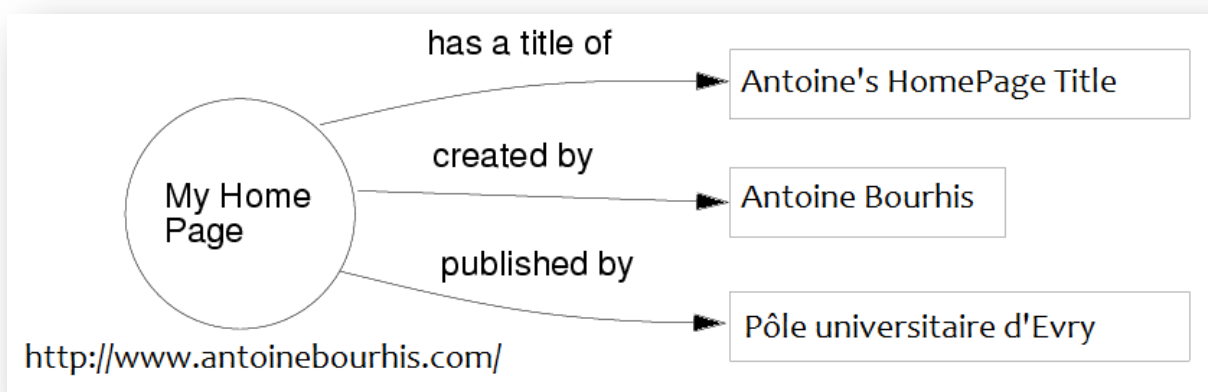 has a title of
Antoine's HomePage Title
created by
Antoine Bourhis
My Home
Page
published by
Pôle universitaire d'Evry
http://www.antoinebourhis.com/